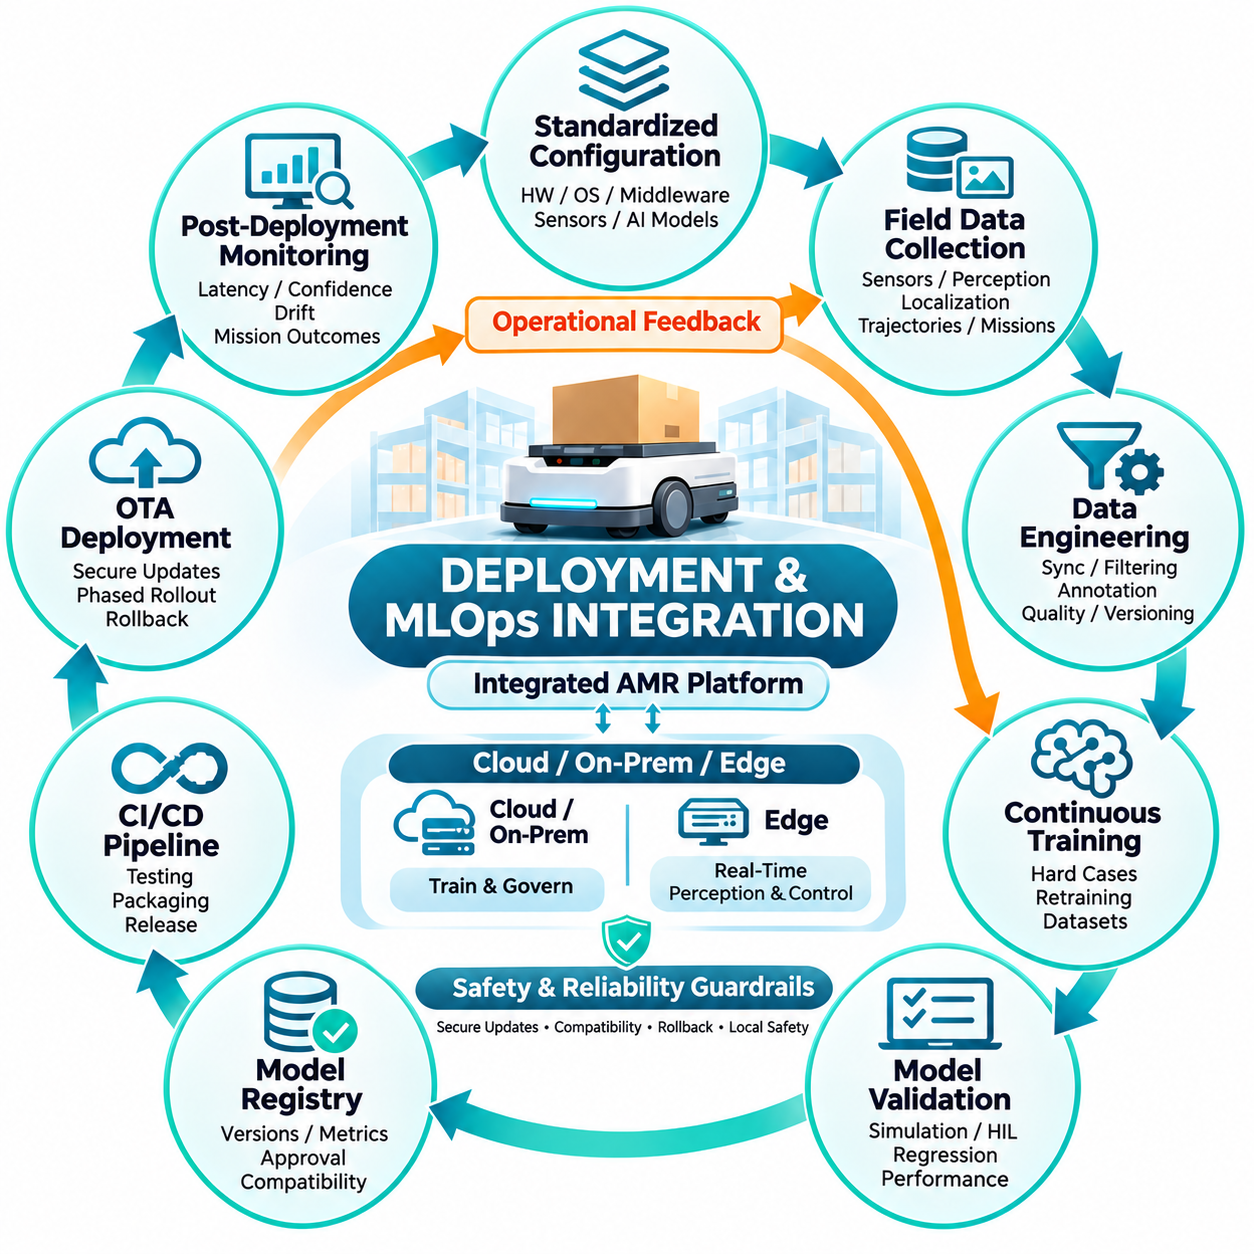 Standardized
Configuration
HW / OS / Middleware
Sensors / AI Models
Field Data
Collection
Sensors / Perception
Localization
Trajectories / Missions
Data
Engineering
Sync / Filtering
Annotation
Quality / Versioning
Continuous
Training
Hard Cases
Retraining
Datasets
Model
Validation
Simulation / HIL
Regression
Performance
Model
Registry
Versions / Metrics
Approval
Compatibility
CI/CD
Pipeline
Testing
Packaging
Release
OTA
Deployment
Secure Updates
Phased Rollout
Rollback
Post-Deployment
Monitoring
Latency / Confidence
Drift
Mission Outcomes
Operational Feedback
DEPLOYMENT &
MLOps INTEGRATION
Integrated AMR Platform
Cloud / On-Prem / Edge
Cloud /
On-Prem
Train & Govern
Edge
Real-Time
Perception & Control
Safety & Reliability Guardrails
Secure Updates • Compatibility • Rollback • Local Safety